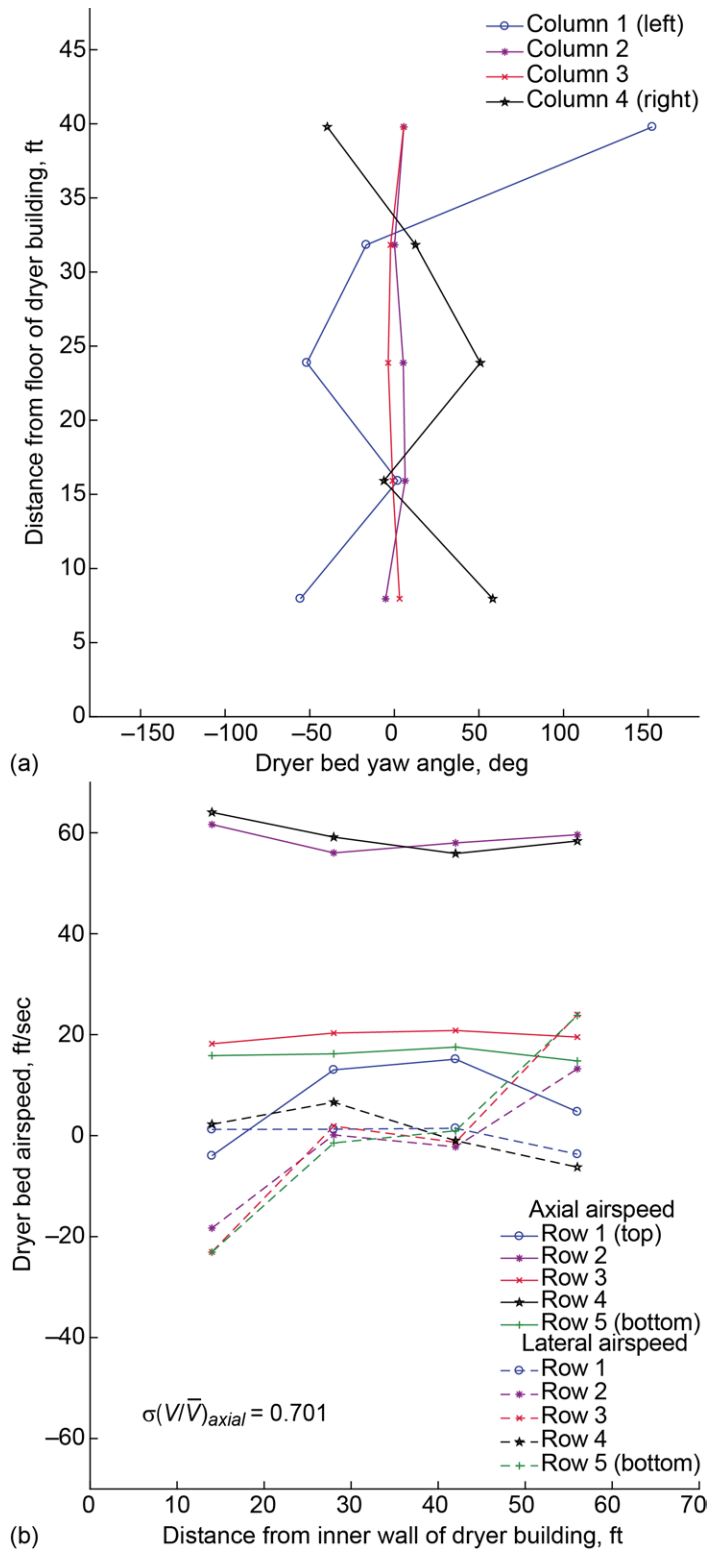 Column 1 (left)
Column 2
Column 3
Column 4 (right)
45
40
35
30
25
20
15
10
5
0
Distance from floor of dryer building, ft
–150
–100
–50
0
50
100
150
Dryer bed yaw angle, deg
(a)
60
40
20
0
–20
–40
–60
Dryer bed airspeed, ft/sec
Axial airspeed
Row 1 (top)
Row 2
Row 3
Row 4
Row 5 (bottom)
Lateral airspeed
Row 1
Row 2
Row 3
Row 4
Row 5 (bottom)
σ(V/V̅)axial = 0.701
0
10
20
30
40
50
60
70
Distance from inner wall of dryer building, ft
(b)